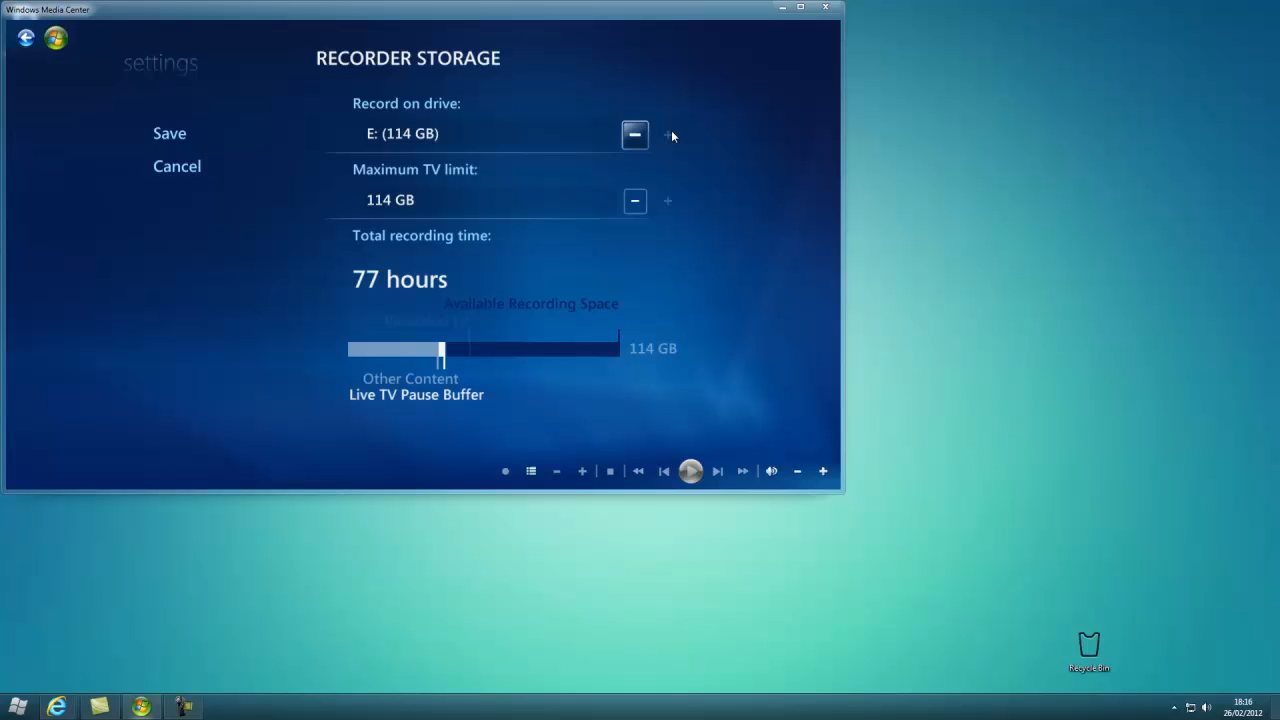 Windows Media Center
settings
RECORDER STORAGE
Record on drive:
Save
E: (114 GB)
Cancel
Maximum TV limit:
114 GB
Total recording time:
77 hours
Available Recording Space
114 GB
Other Content
Live TV Pause Buffer
Recycle Bin
18:16
26/02/2012